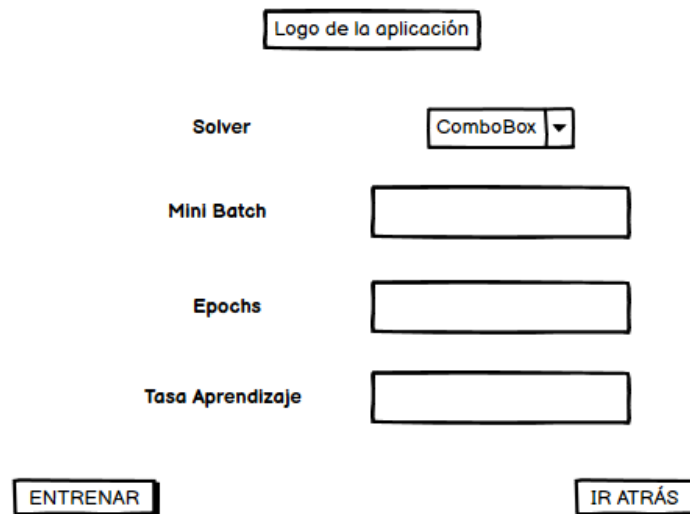 Logo de la aplicación
Solver
ComboBox
Mini Batch
Epochs
Tasa Aprendizaje
ENTRENAR
IR ATRÁS